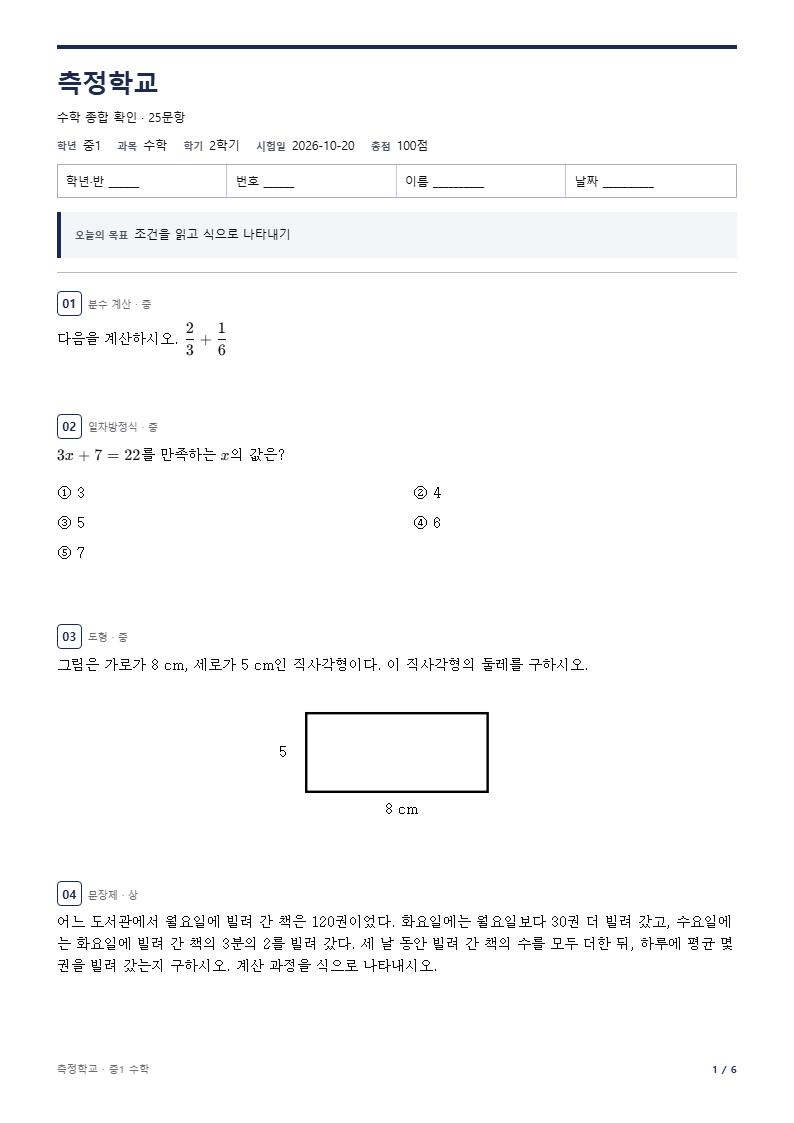 측정학교
수학 종합 확인 · 25문항
학년 중1 과목 수학 학기 2학기 시험일 2026-10-20 총점 100점
학년·반 ______ 번호 ______ 이름 __________ 날짜 __________
오늘의 목표 조건을 읽고 식으로 나타내기
01 분수 계산 · 중
다음을 계산하시오. 2/3 + 1/6
02 일차방정식 · 중
3x + 7 = 22를 만족하는 x의 값은?
① 3 ② 4
③ 5 ④ 6
⑤ 7
03 도형 · 중
그림은 가로가 8 cm, 세로가 5 cm인 직사각형이다. 이 직사각형의 둘레를 구하시오.
5
8 cm
04 문장제 · 상
어느 도서관에서 월요일에 빌려 간 책은 120권이었다. 화요일에는 월요일보다 30권 더 빌려 갔고, 수요일에
는 화요일에 빌려 간 책의 3분의 2를 빌려 갔다. 세 날 동안 빌려 간 책의 수를 모두 더한 뒤, 하루에 평균 몇
권을 빌려 갔는지 구하시오. 계산 과정을 식으로 나타내시오.
측정학교 · 중1 수학 1 / 6